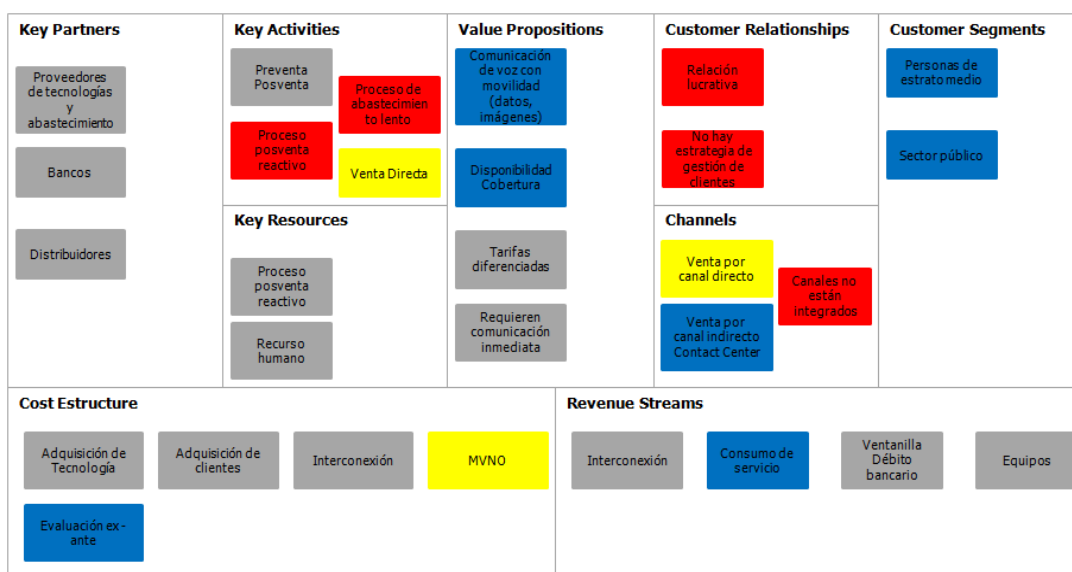 Key Partners
Proveedores
de tecnologías
y
abastecimiento
Bancos
Distribuidores
Key Activities
Preventa
Posventa
Proceso de
abastecimien
to lento
Proceso
posventa
reactivo
Venta Directa
Key Resources
Proceso
posventa
reactivo
Recurso
humano
Value Propositions
Comunicación
de voz con
movilidad
(datos,
imágenes)
Disponibilidad
Cobertura
Tarifas
diferenciadas
Requieren
comunicación
inmediata
Customer Relationships
Relación
lucrativa
No hay
estrategia de
gestión de
clientes
Channels
Venta por
canal directo
Canales no
están
integrados
Venta por
canal indirecto
Contact Center
Customer Segments
Personas de
estrato medio
Sector público
Cost Estructure
Adquisición de
Tecnología
Adquisición de
clientes
Interconexión
MVNO
Evaluación ex-
ante
Revenue Streams
Interconexión
Consumo de
servicio
Ventanilla
Débito
bancario
Equipos